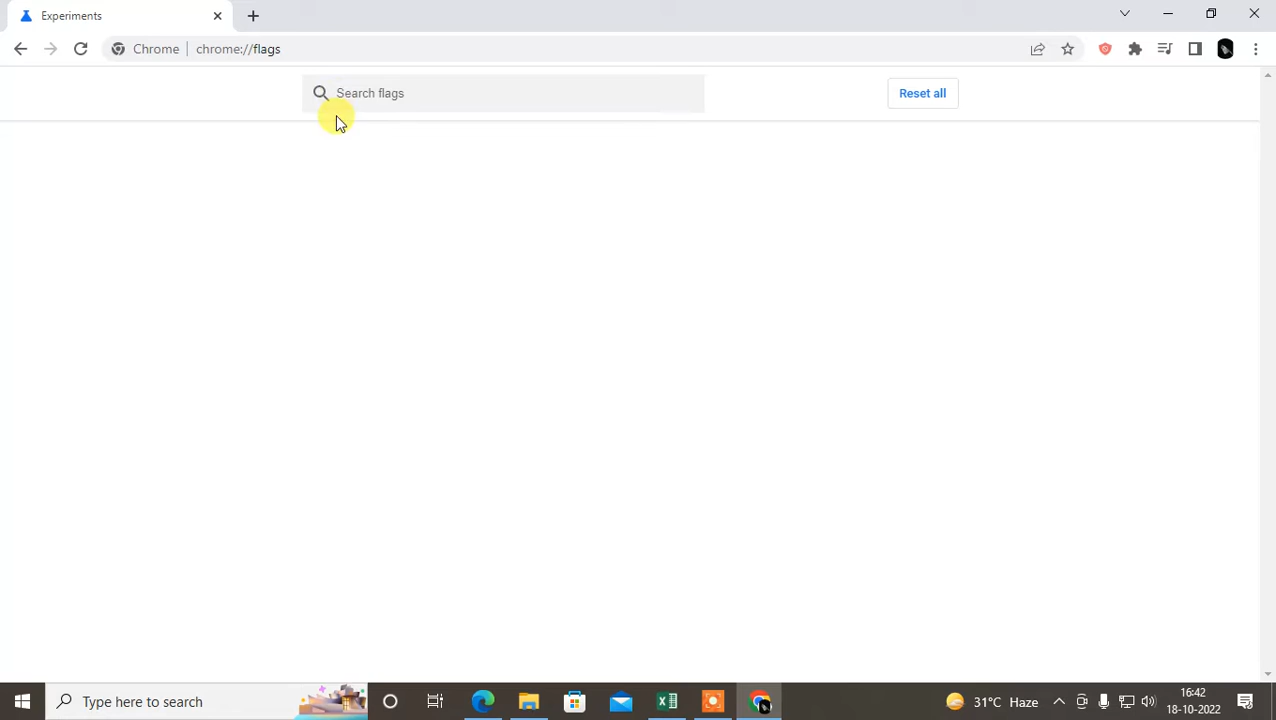 Experiments
Chrome
chrome://flags
Search flags
Reset all
Type here to search
31°C Haze
16:42
18-10-2022